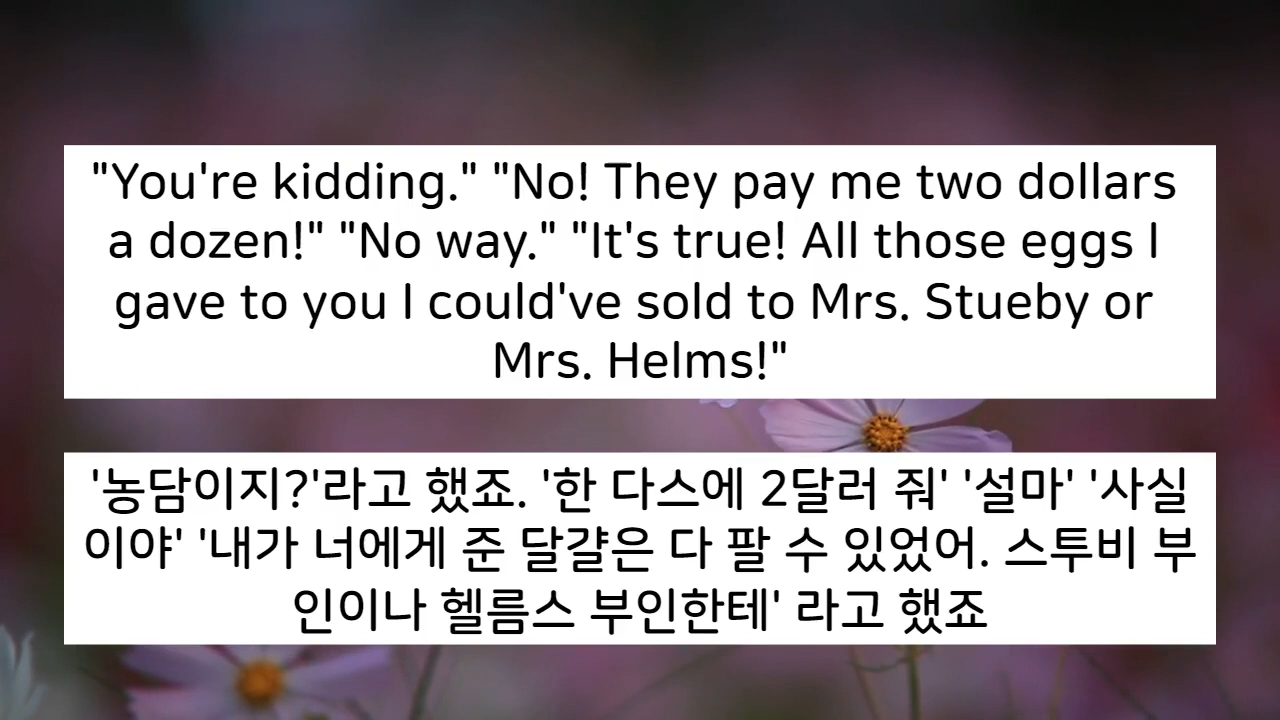 "You're kidding." "No! They pay me two dollars
a dozen!" "No way." "It's true! All those eggs I
gave to you I could've sold to Mrs. Stueby or
Mrs. Helms!"
'농담이지?'라고 했죠. '한 다스에 2달러 줘' '설마' '사실
이야' '내가 너에게 준 달걀은 다 팔 수 있었어. 스투비 부
인이나 헬름스 부인한테' 라고 했죠